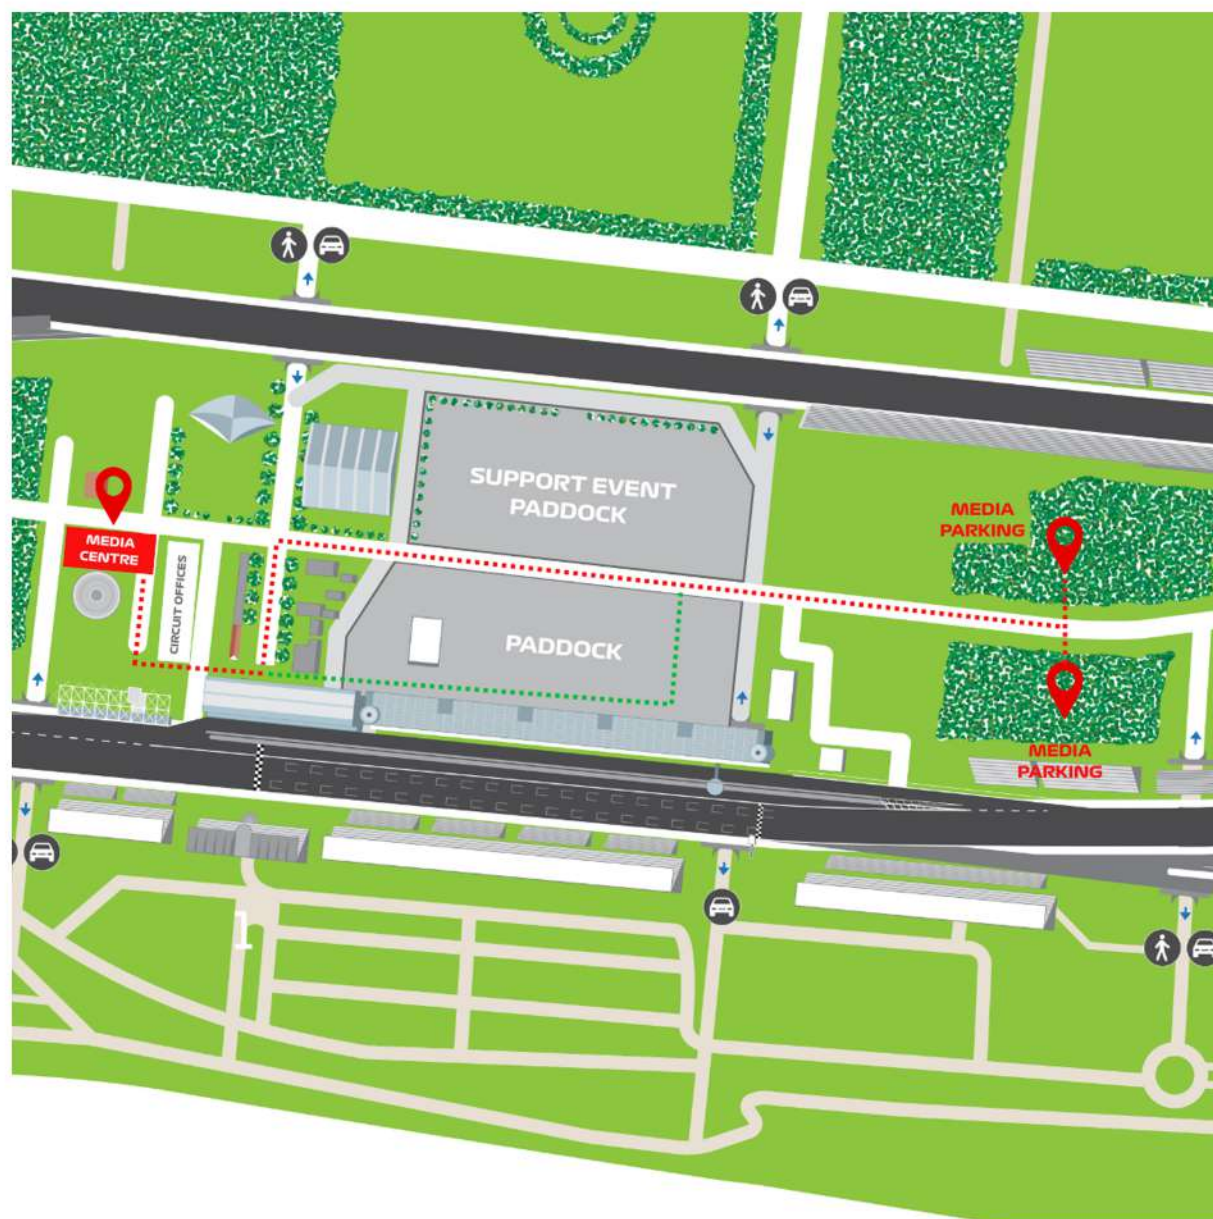 SUPPORT EVENT
PADDOCK
MEDIA
PARKING
MEDIA
CENTRE
CIRCUIT OFFICES
PADDOCK
MEDIA
PARKING
1